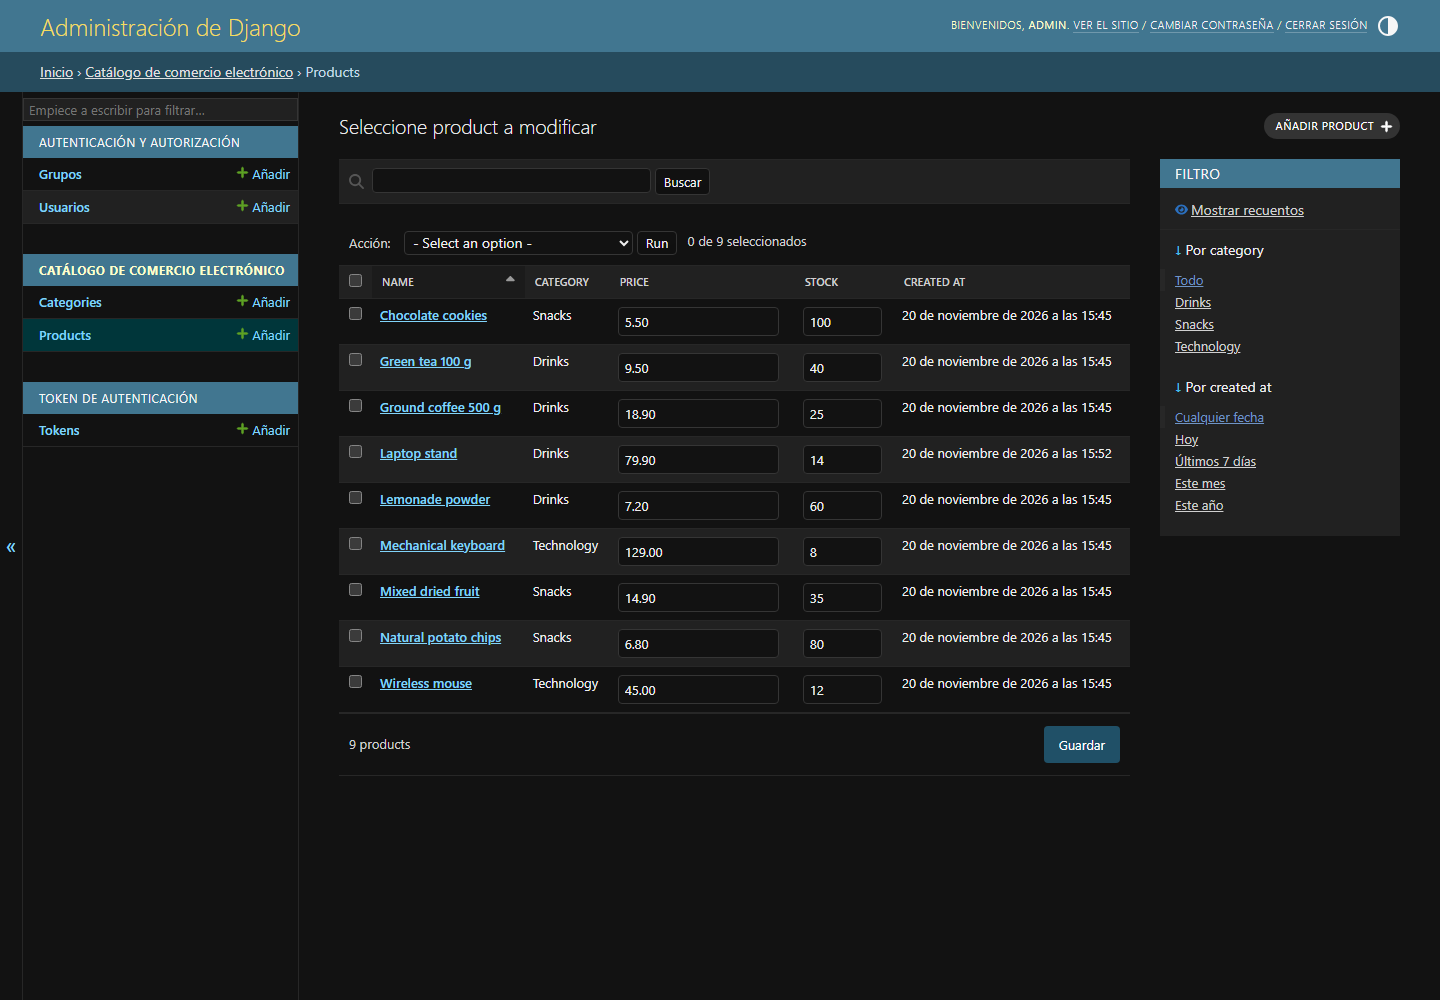 Administración de Django
BIENVENIDOS, ADMIN. VER EL SITIO / CAMBIAR CONTRASEÑA / CERRAR SESIÓN
Inicio › Catálogo de comercio electrónico › Products
Empiece a escribir para filtrar...
AUTENTICACIÓN Y AUTORIZACIÓN
Grupos Añadir
Usuarios Añadir
CATÁLOGO DE COMERCIO ELECTRÓNICO
Categories Añadir
Products Añadir
TOKEN DE AUTENTICACIÓN
Tokens Añadir
«
Seleccione product a modificar
AÑADIR PRODUCT
Buscar
Acción: - Select an option - Run 0 de 9 seleccionados
NAME CATEGORY PRICE STOCK CREATED AT
Chocolate cookies Snacks 5.50 100 20 de noviembre de 2026 a las 15:45
Green tea 100 g Drinks 9.50 40 20 de noviembre de 2026 a las 15:45
Ground coffee 500 g Drinks 18.90 25 20 de noviembre de 2026 a las 15:45
Laptop stand Drinks 79.90 14 20 de noviembre de 2026 a las 15:52
Lemonade powder Drinks 7.20 60 20 de noviembre de 2026 a las 15:45
Mechanical keyboard Technology 129.00 8 20 de noviembre de 2026 a las 15:45
Mixed dried fruit Snacks 14.90 35 20 de noviembre de 2026 a las 15:45
Natural potato chips Snacks 6.80 80 20 de noviembre de 2026 a las 15:45
Wireless mouse Technology 45.00 12 20 de noviembre de 2026 a las 15:45
9 products
Guardar
FILTRO
Mostrar recuentos
↓ Por category
Todo
Drinks
Snacks
Technology
↓ Por created at
Cualquier fecha
Hoy
Últimos 7 días
Este mes
Este año